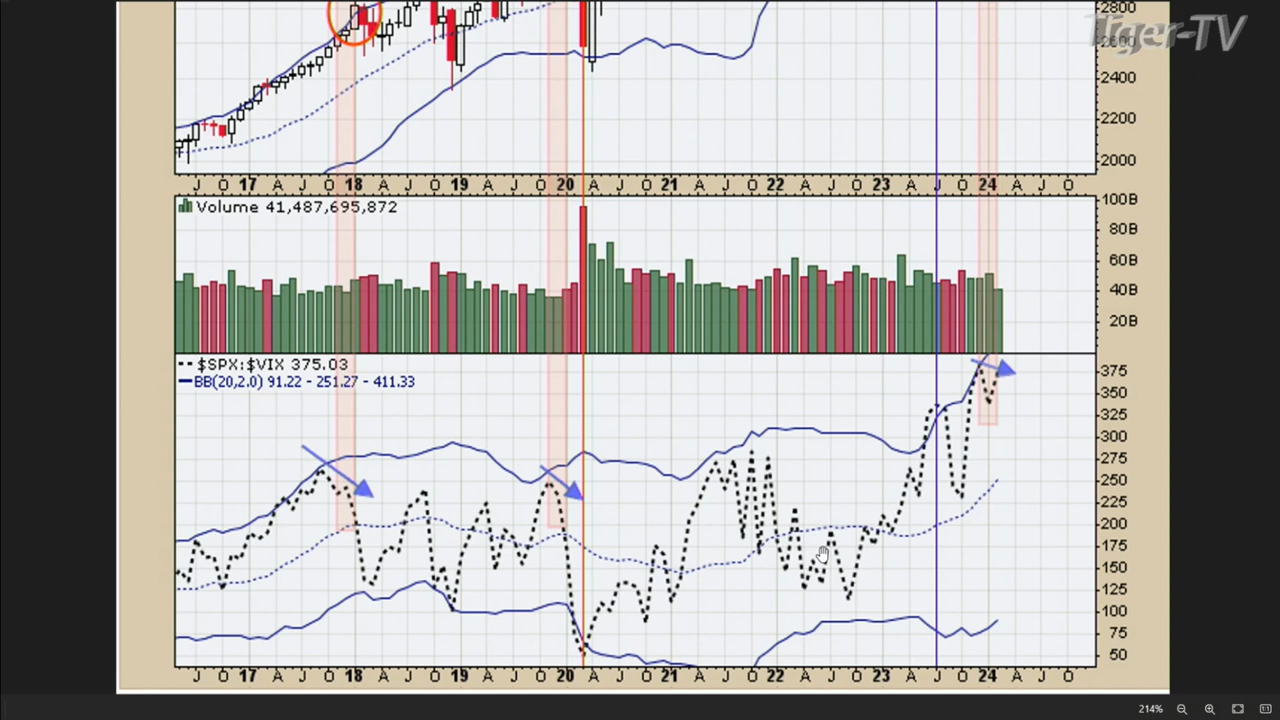 2800
Tiger-TV
2600
2400
2200
2000
J O 17 A J O 18 A J O 19 A J O 20 A J O 21 A J O 22 A J O 23 A J O 24 A J O
Volume 41,487,695,872
100B
80B
60B
40B
20B
$SPX:$VIX 375.03
BB(20,2.0) 91.22 - 251.27 - 411.33
375
350
325
300
275
250
225
200
175
150
125
100
75
50
J O 17 A J O 18 A J O 19 A J O 20 A J O 21 A J O 22 A J O 23 A J O 24 A J O
214%
1:1